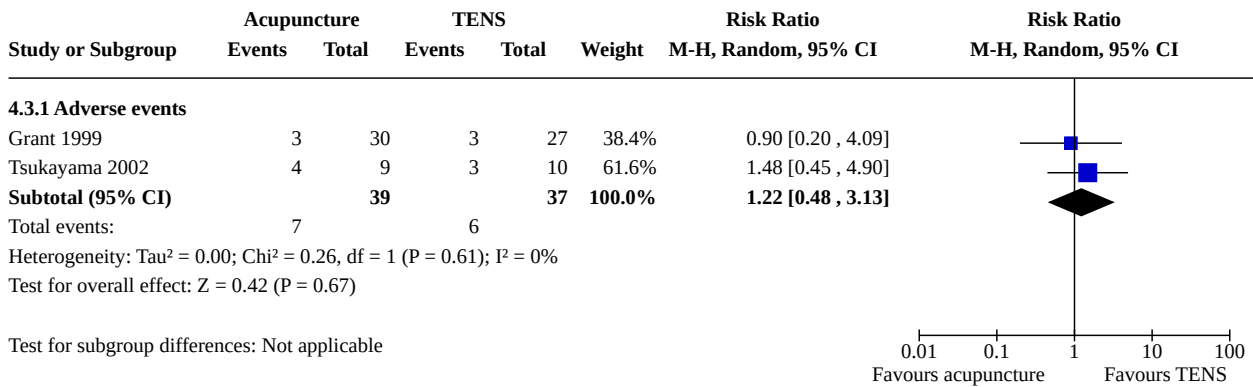 Acupuncture TENS Risk Ratio Risk Ratio
Study or Subgroup Events Total Events Total Weight M-H, Random, 95% CI M-H, Random, 95% CI
4.3.1 Adverse events
Grant 1999 3 30 3 27 38.4% 0.90 [0.20 , 4.09]
Tsukayama 2002 4 9 3 10 61.6% 1.48 [0.45 , 4.90]
Subtotal (95% CI) 39 37 100.0% 1.22 [0.48 , 3.13]
Total events: 7 6
Heterogeneity: Tau² = 0.00; Chi² = 0.26, df = 1 (P = 0.61); I² = 0%
Test for overall effect: Z = 0.42 (P = 0.67)
Test for subgroup differences: Not applicable
0.01 0.1 1 10 100
Favours acupuncture Favours TENS